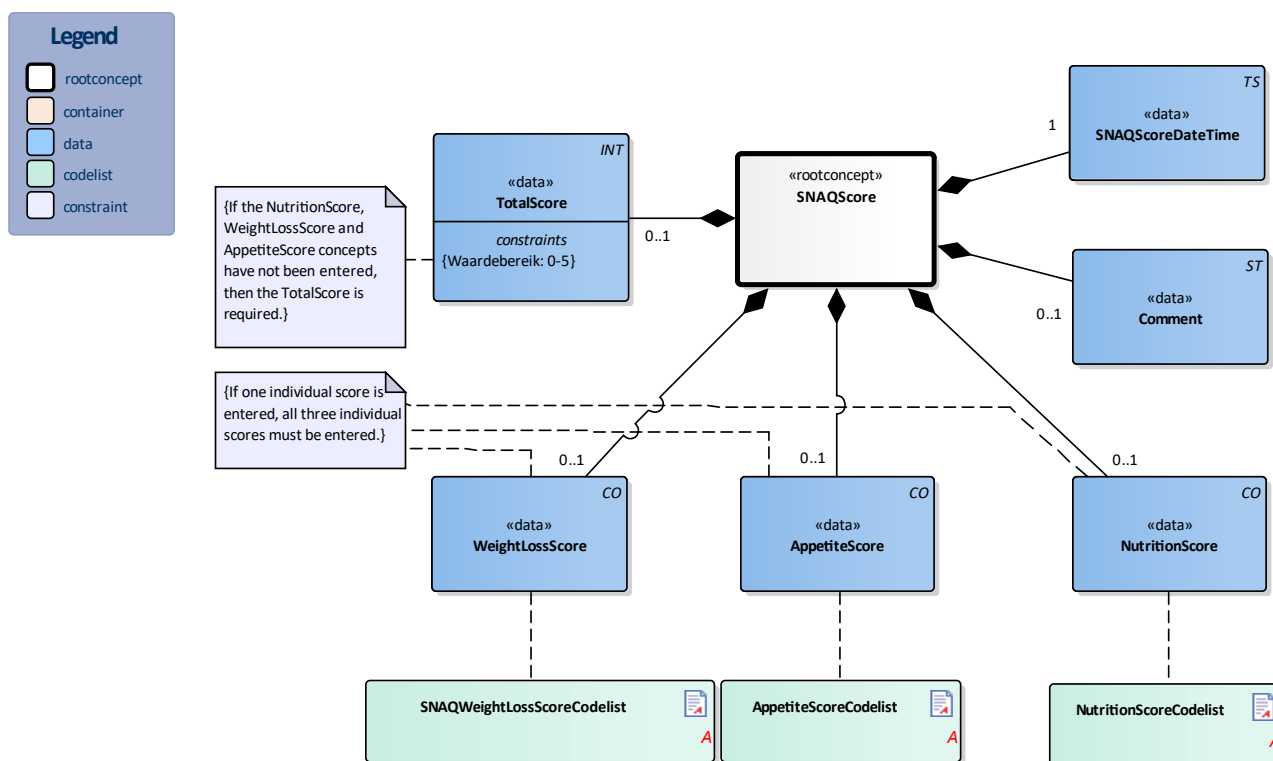 Legend
rootconcept
container
data
codelist
constraint
TS
«data»
SNAQScoreDateTime
1
INT
«data»
TotalScore
constraints
{Waardebereik: 0-5}
0..1
«rootconcept»
SNAQScore
{If the NutritionScore,
WeightLossScore and
AppetiteScore concepts
have not been entered,
then the TotalScore is
required.}
ST
«data»
Comment
0..1
{If one individual score is
entered, all three individual
scores must be entered.}
0..1
0..1
0..1
CO
«data»
WeightLossScore
CO
«data»
AppetiteScore
CO
«data»
NutritionScore
SNAQWeightLossScoreCodelist
A
AppetiteScoreCodelist
A
NutritionScoreCodelist
A